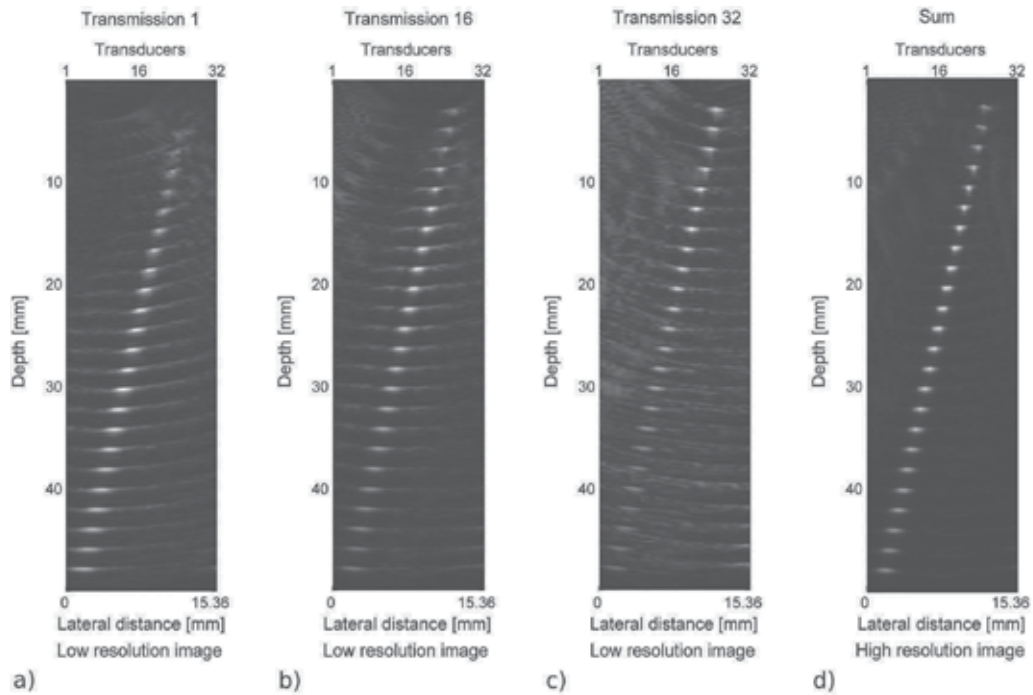 Transmission 1
Transducers
1 16 32
10
20
30
40
Depth [mm]
0 15.36
Lateral distance [mm]
Low resolution image
a)
Transmission 16
Transducers
1 16 32
10
20
30
40
Depth [mm]
0 15.36
Lateral distance [mm]
Low resolution image
b)
Transmission 32
Transducers
1 16 32
10
20
30
40
Depth [mm]
0 15.36
Lateral distance [mm]
Low resolution image
c)
Sum
Transducers
1 16 32
10
20
30
40
Depth [mm]
0 15.36
Lateral distance [mm]
High resolution image
d)